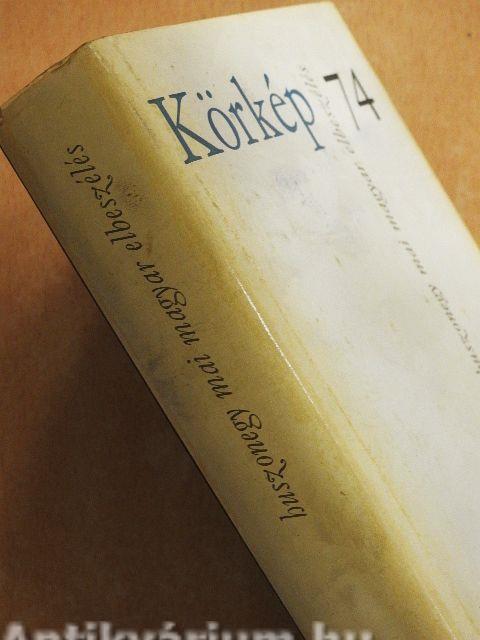 Körkép 74
huszonegy mai magyar elbeszélés
huszonegy mai magyar elbeszélés
Antikvárium.hu